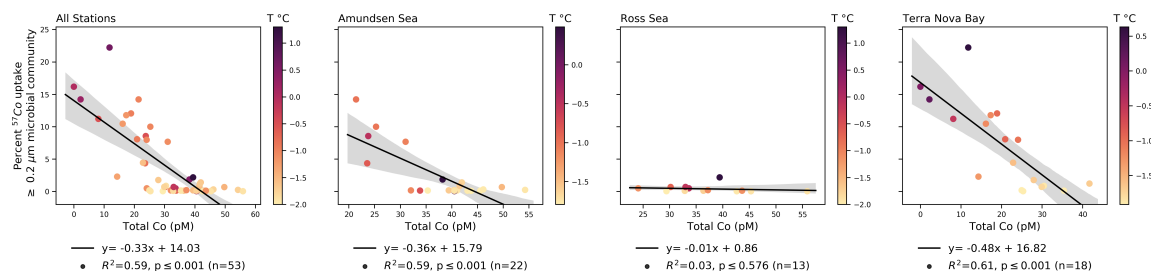 All Stations
T °C
Amundsen Sea
T °C
Ross Sea
T °C
Terra Nova Bay
T °C
Percent ⁵⁷Co uptake
≥ 0.2 μm microbial community
25
20
15
10
5
0
0 10 20 30 40 50 60
Total Co (pM)
1.0
0.5
0.0
−0.5
−1.0
−1.5
−2.0
y= -0.33x + 14.03
R²=0.59, p≤0.001 (n=53)
20 25 30 35 40 45 50 55
Total Co (pM)
0.0
−0.5
−1.0
−1.5
y= -0.36x + 15.79
R²=0.59, p≤0.001 (n=22)
24 30 36 42 48 54
Total Co (pM)
1.0
0.5
0.0
−0.5
−1.0
−1.5
−2.0
y= -0.01x + 0.86
R²=0.03, p≤0.576 (n=13)
0 10 20 30 40
Total Co (pM)
0.5
0.0
−0.5
−1.0
−1.5
y= -0.48x + 16.82
R²=0.61, p≤0.001 (n=18)